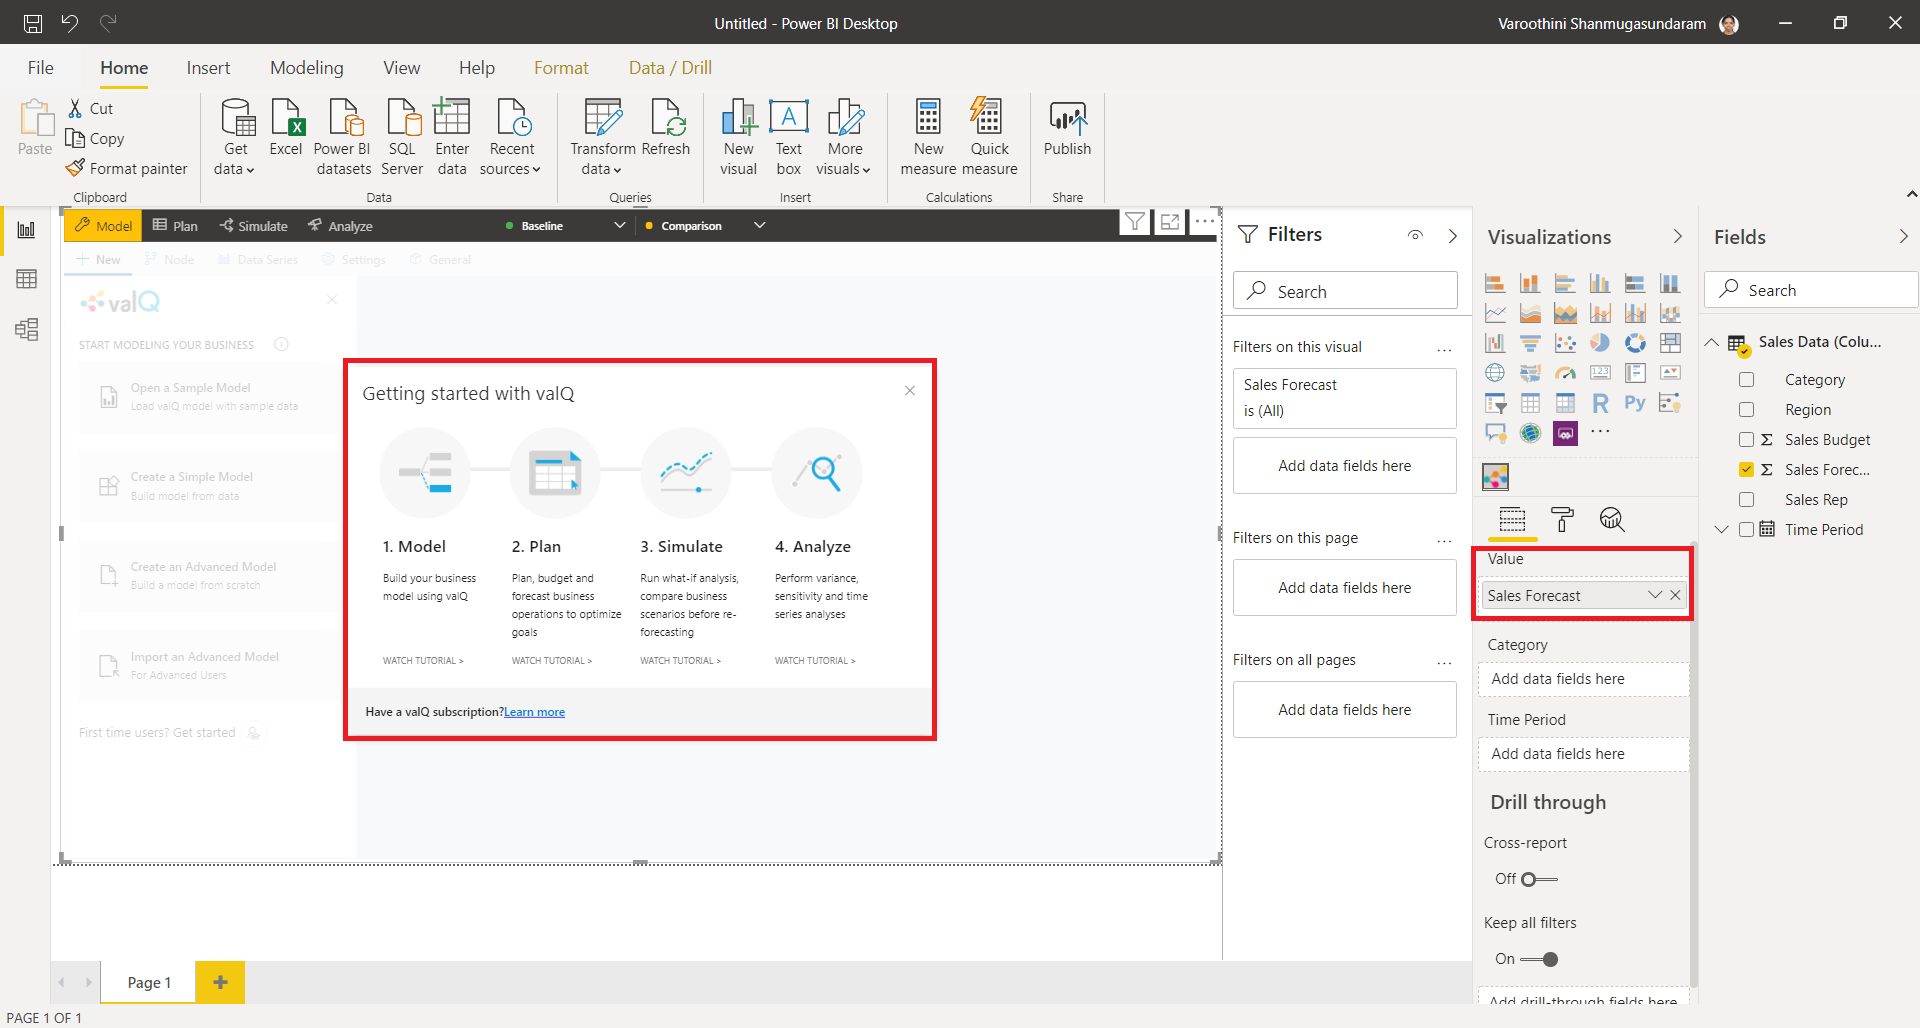 Untitled - Power BI Desktop
Varoothini Shanmugasundaram
File Home Insert Modeling View Help Format Data / Drill
Paste
Cut
Copy
Format painter
Clipboard
Get data
Excel
Power BI datasets
SQL Server
Enter data
Recent sources
Data
Transform data
Refresh
Queries
New visual
Text box
More visuals
Insert
New measure
Quick measure
Calculations
Publish
Share
Model Plan Simulate Analyze Baseline Comparison
New Node Data Series Settings General
valQ
START MODELING YOUR BUSINESS
Open a Sample Model
Load valQ model with sample data
Create a Simple Model
Build model from data
Create an Advanced Model
Build a model from scratch
Import an Advanced Model
For Advanced Users
First time users? Get started
Getting started with valQ
1. Model
Build your business
model using valQ
WATCH TUTORIAL >
2. Plan
Plan, budget and
forecast business
operations to optimize
goals
WATCH TUTORIAL >
3. Simulate
Run what-if analysis,
compare business
scenarios before re-
forecasting
WATCH TUTORIAL >
4. Analyze
Perform variance,
sensitivity and time
series analyses
WATCH TUTORIAL >
Have a valQ subscription?Learn more
Filters
Search
Filters on this visual ...
Sales Forecast
is (All)
Add data fields here
Filters on this page ...
Add data fields here
Filters on all pages ...
Add data fields here
Visualizations
123
R
Py
...
Value
Sales Forecast
Category
Add data fields here
Time Period
Add data fields here
Drill through
Cross-report
Off
Keep all filters
On
Add drill-through fields here
Fields
Search
Sales Data (Colu...
Category
Region
Σ Sales Budget
Σ Sales Forec...
Sales Rep
Time Period
Page 1
+
PAGE 1 OF 1